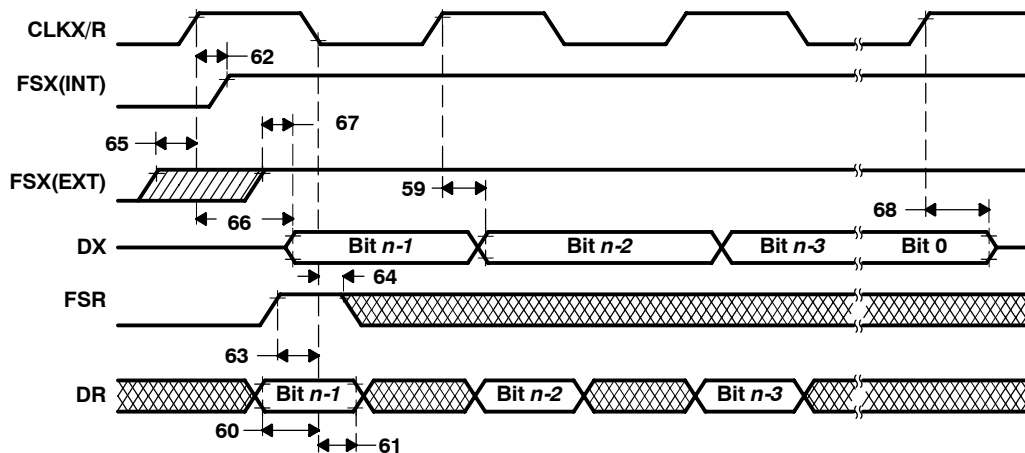 CLKX/R
62
FSX(INT)
67
65
FSX(EXT)
59
66
68
DX
Bit n-1
Bit n-2
Bit n-3
Bit 0
64
FSR
63
DR
Bit n-1
Bit n-2
Bit n-3
60
61